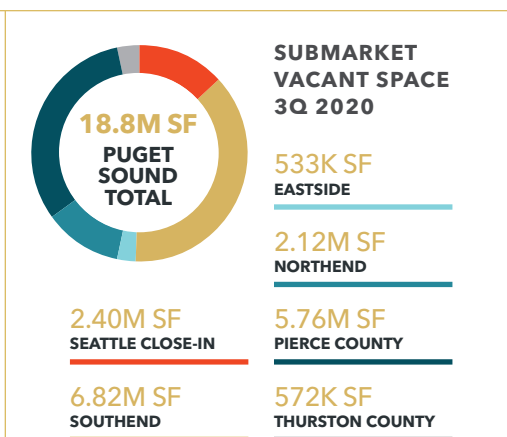 18.8M SF
PUGET
SOUND
TOTAL
SUBMARKET
VACANT SPACE
3Q 2020
533K SF
EASTSIDE
2.12M SF
NORTHEND
2.40M SF
SEATTLE CLOSE-IN
5.76M SF
PIERCE COUNTY
6.82M SF
SOUTHEND
572K SF
THURSTON COUNTY